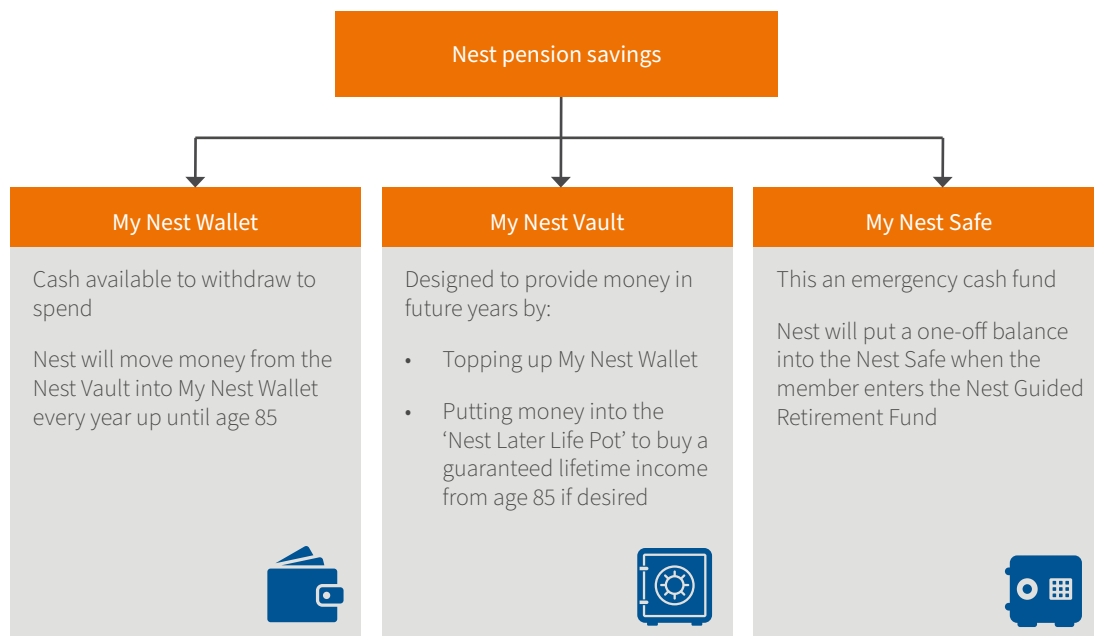 Nest pension savings
My Nest Wallet
Cash available to withdraw to
spend
Nest will move money from the
Nest Vault into My Nest Wallet
every year up until age 85
My Nest Vault
Designed to provide money in
future years by:
• Topping up My Nest Wallet
• Putting money into the
‘Nest Later Life Pot’ to buy a
guaranteed lifetime income
from age 85 if desired
My Nest Safe
This an emergency cash fund
Nest will put a one-off balance
into the Nest Safe when the
member enters the Nest Guided
Retirement Fund